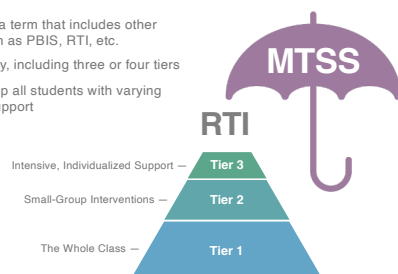 a term that includes other
as PBIS, RTI, etc.
including three or four tiers
p all students with varying
upport
MTSS
RTI
Intensive, Individualized Support — Tier 3
Small-Group Interventions — Tier 2
The Whole Class — Tier 1